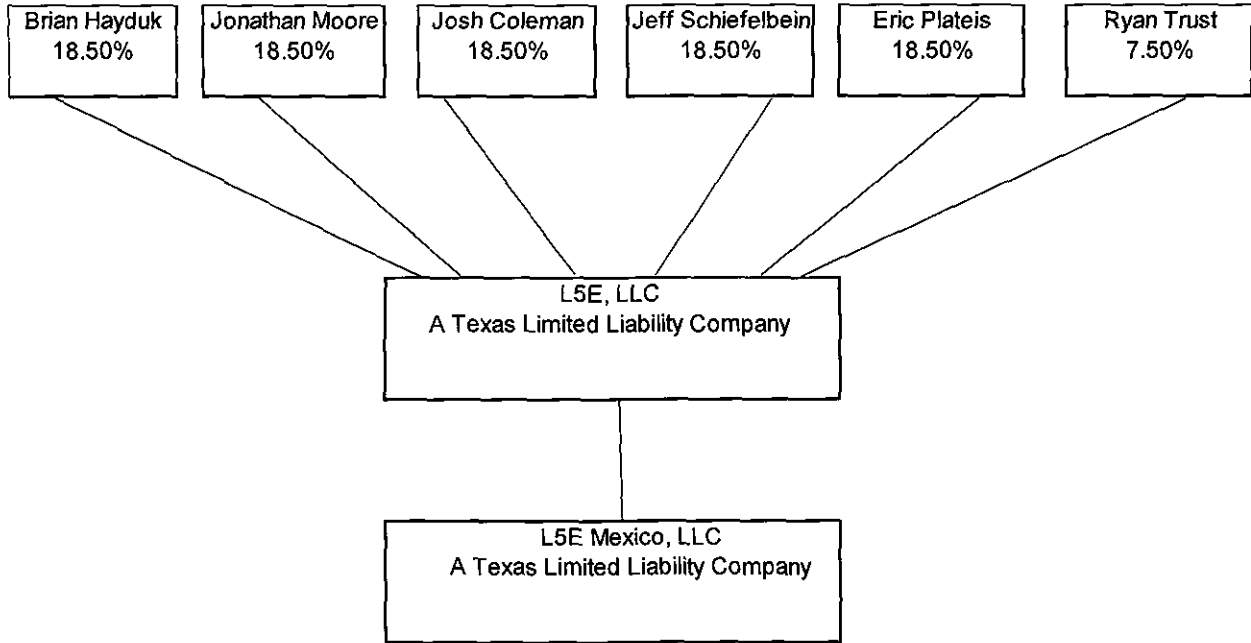 Brian Hayduk
18.50%
Jonathan Moore
18.50%
Josh Coleman
18.50%
Jeff Schiefelbein
18.50%
Eric Plateis
18.50%
Ryan Trust
7.50%
L5E, LLC
A Texas Limited Liability Company
L5E Mexico, LLC
A Texas Limited Liability Company